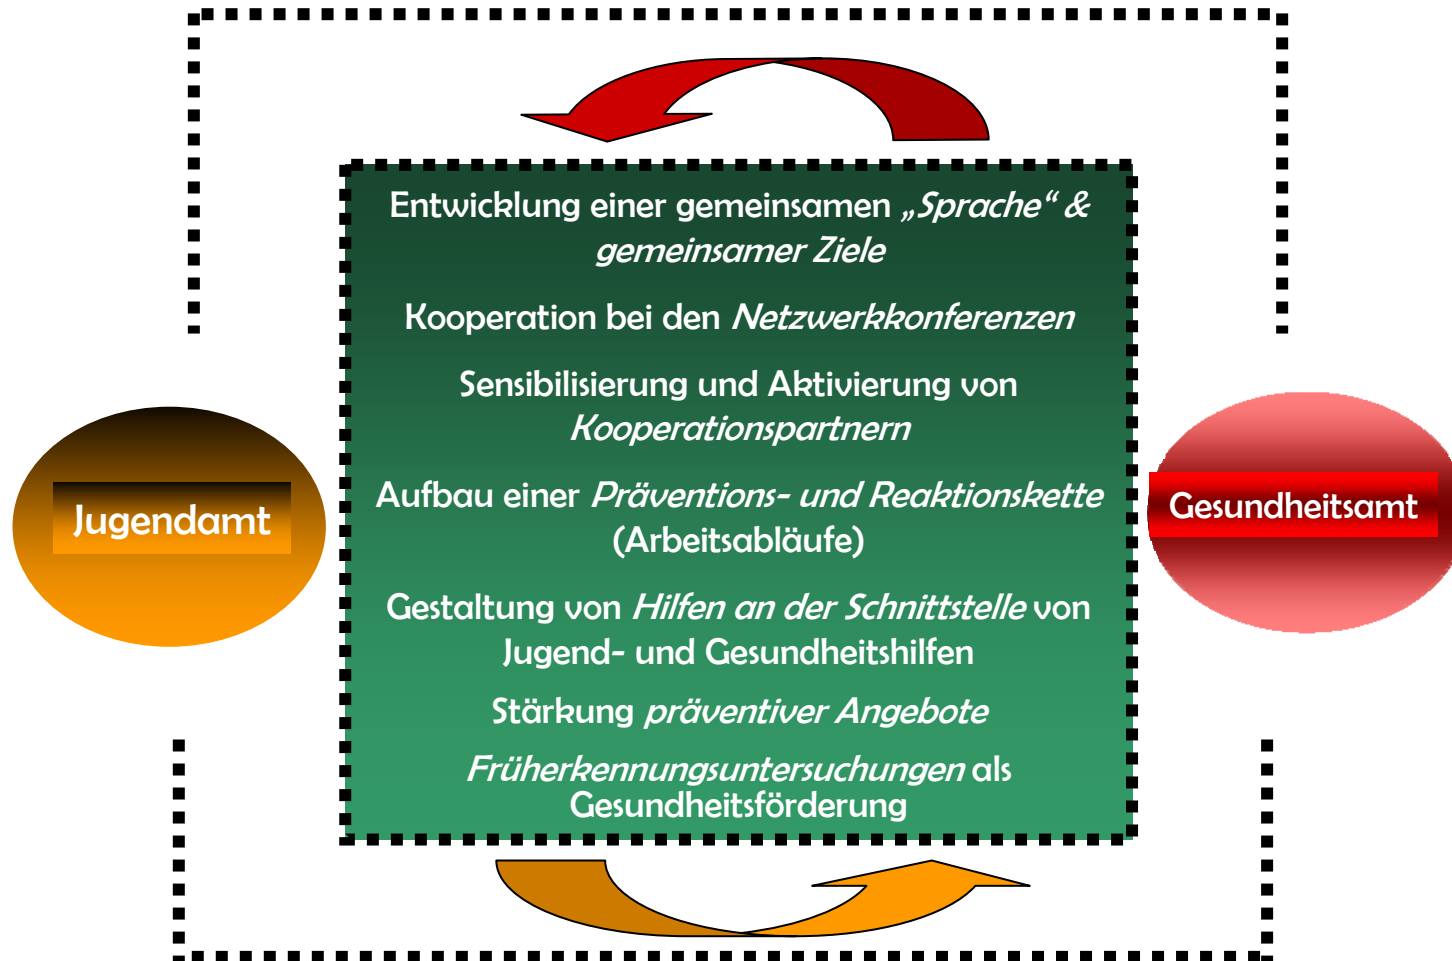 Entwicklung einer gemeinsamen „Sprache“ &
gemeinsamer Ziele
Kooperation bei den Netzwerkkonferenzen
Sensibilisierung und Aktivierung von
Kooperationspartnern
Aufbau einer Präventions- und Reaktionskette
(Arbeitsabläufe)
Gestaltung von Hilfen an der Schnittstelle von
Jugend- und Gesundheitshilfen
Stärkung präventiver Angebote
Früherkennungsuntersuchungen als
Gesundheitsförderung
Jugendamt
Gesundheitsamt